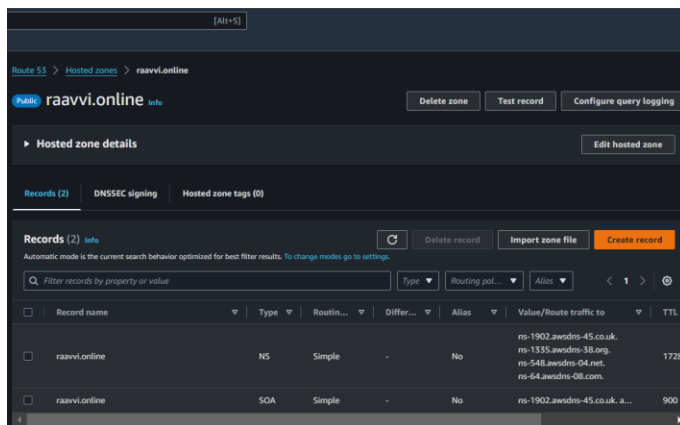 [Alt+S]
Route 53 > Hosted zones > raavvi.online
Public raavvi.online Info Delete zone Test record Configure query logging
Hosted zone details Edit hosted zone
Records (2) DNSSEC signing Hosted zone tags (0)
Records (2) Info Delete record Import zone file Create record
Automatic mode is the current search behavior optimized for best filter results. To change modes go to settings.
Filter records by property or value Type Routing pol... Alias < 1 >
Record name Type Routin... Differ... Alias Value/Route traffic to TTL
ns-1902.awsdns-45.co.uk.
ns-1335.awsdns-38.org.
raavvi.online NS Simple - No ns-548.awsdns-04.net. 1728
ns-64.awsdns-08.com.
raavvi.online SOA Simple - No ns-1902.awsdns-45.co.uk. a... 900